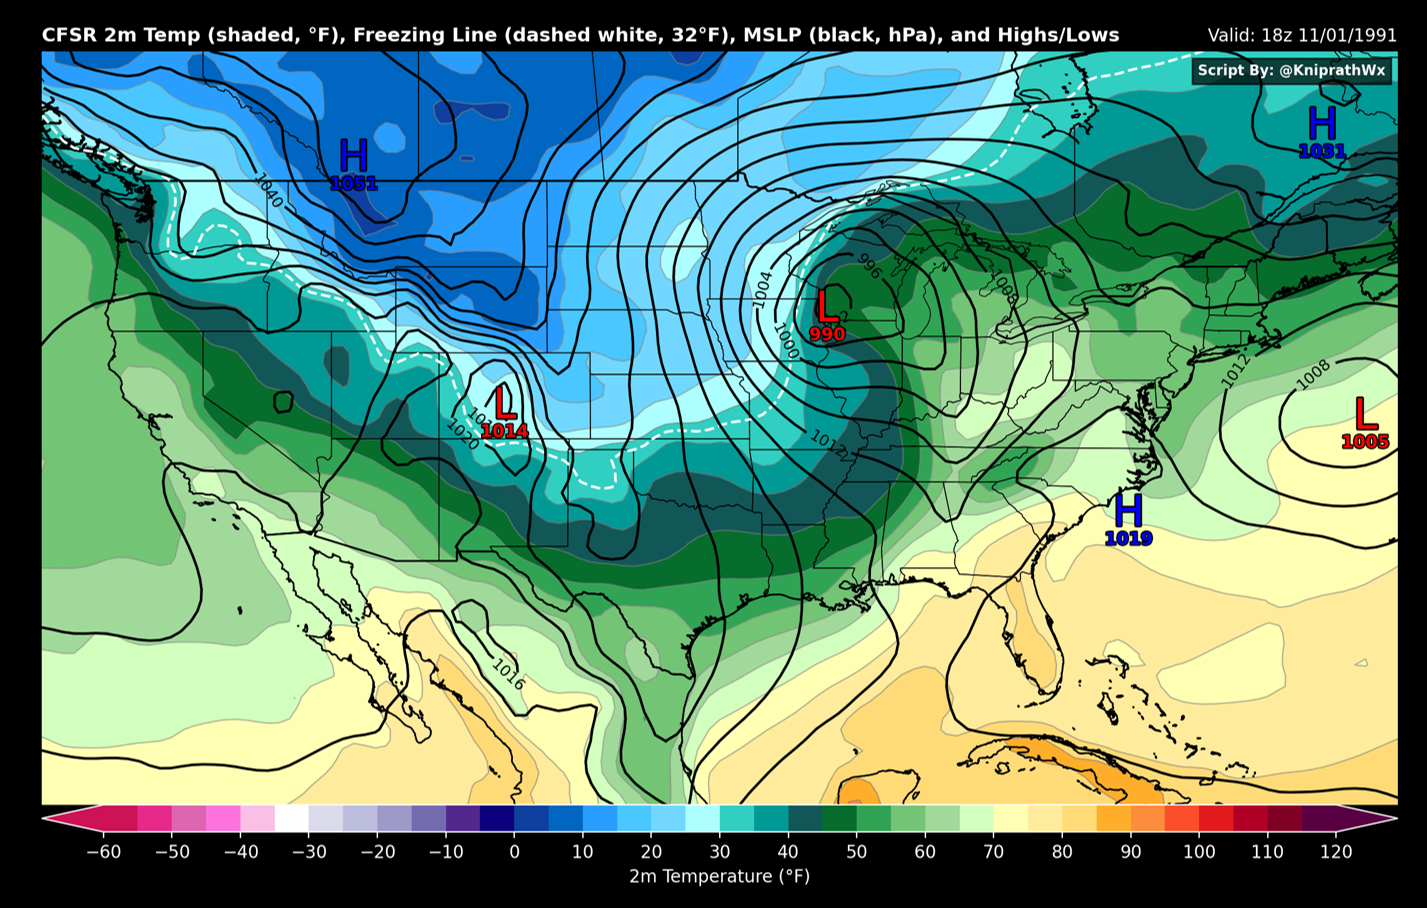 CFSR 2m Temp (shaded, °F), Freezing Line (dashed white, 32°F), MSLP (black, hPa), and Highs/Lows
Valid: 18z 11/01/1991
Script By: @KniprathWx
H
1031
H
1051
1040
996
1004
1008
L
990
1000
1012
1008
L
1014
1020
1012
L
1005
H
1019
1016
−60 −50 −40 −30 −20 −10 0 10 20 30 40 50 60 70 80 90 100 110 120
2m Temperature (°F)